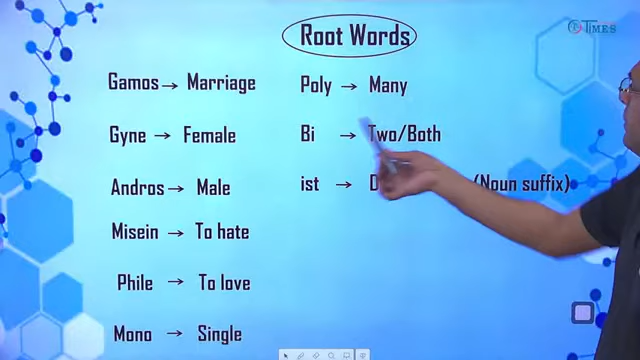 Root Words
Gamos → Marriage
Gyne → Female
Andros → Male
Misein → To hate
Phile → To love
Mono → Single
Poly → Many
Bi → Two/Both
ist → (Noun suffix)
TIMES